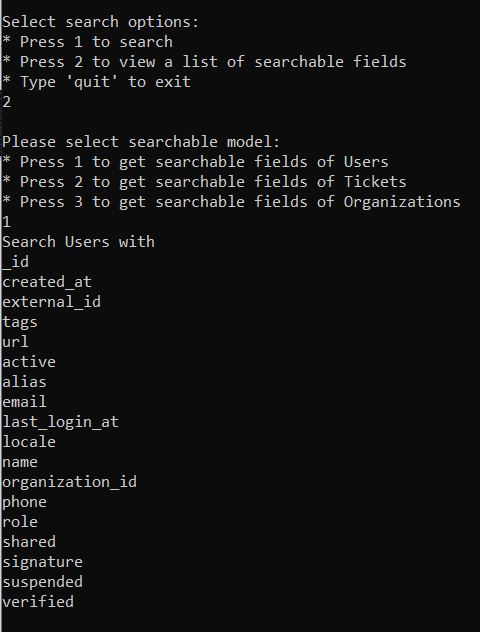 Select search options:
* Press 1 to search
* Press 2 to view a list of searchable fields
* Type 'quit' to exit
2
Please select searchable model:
* Press 1 to get searchable fields of Users
* Press 2 to get searchable fields of Tickets
* Press 3 to get searchable fields of Organizations
1
Search Users with
_id
created_at
external_id
tags
url
active
alias
email
last_login_at
locale
name
organization_id
phone
role
shared
signature
suspended
verified